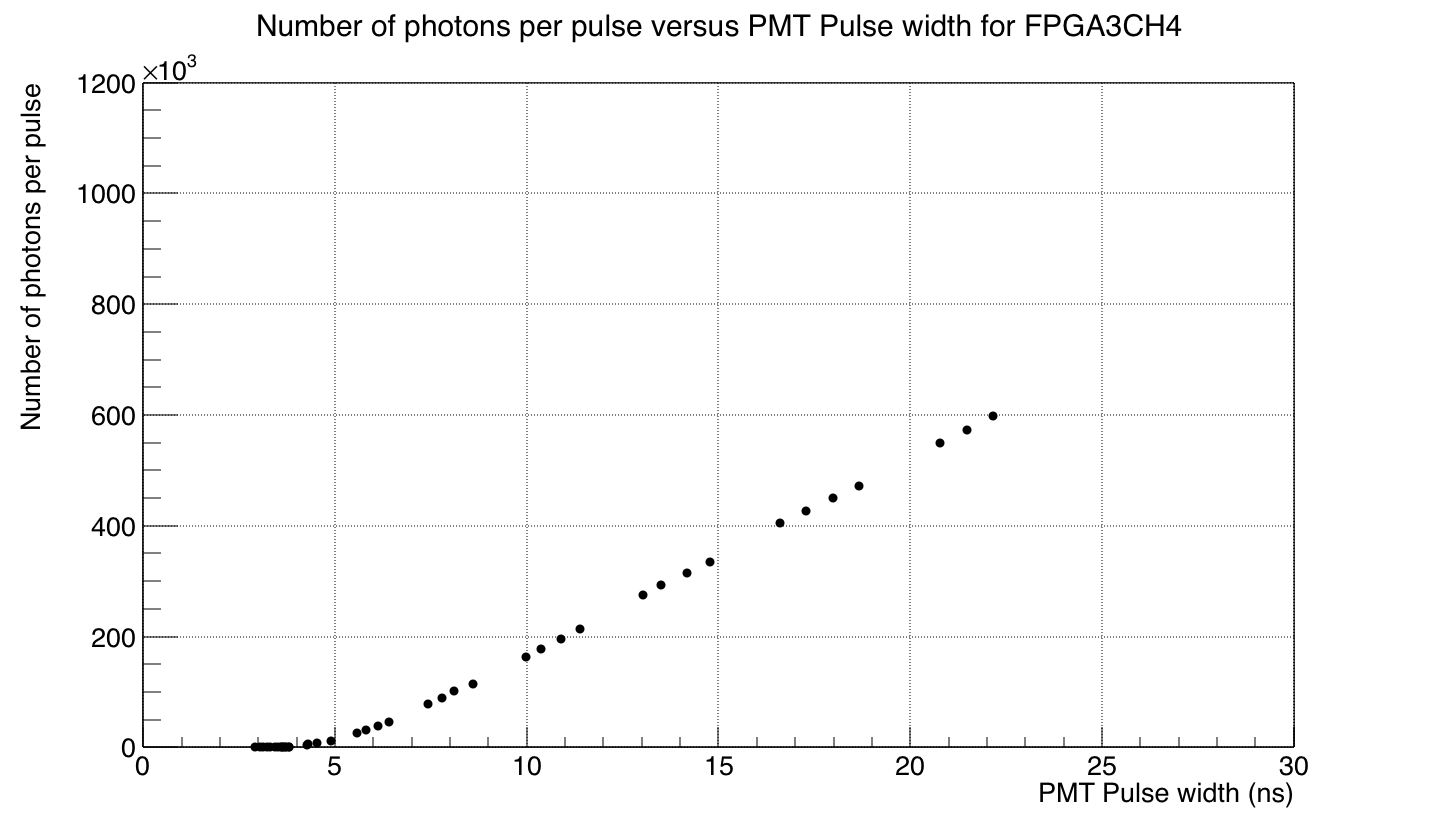 Number of photons per pulse versus PMT Pulse width for FPGA3CH4
×10³
Number of photons per pulse
1200
1000
800
600
400
200
0
0 5 10 15 20 25 30
PMT Pulse width (ns)